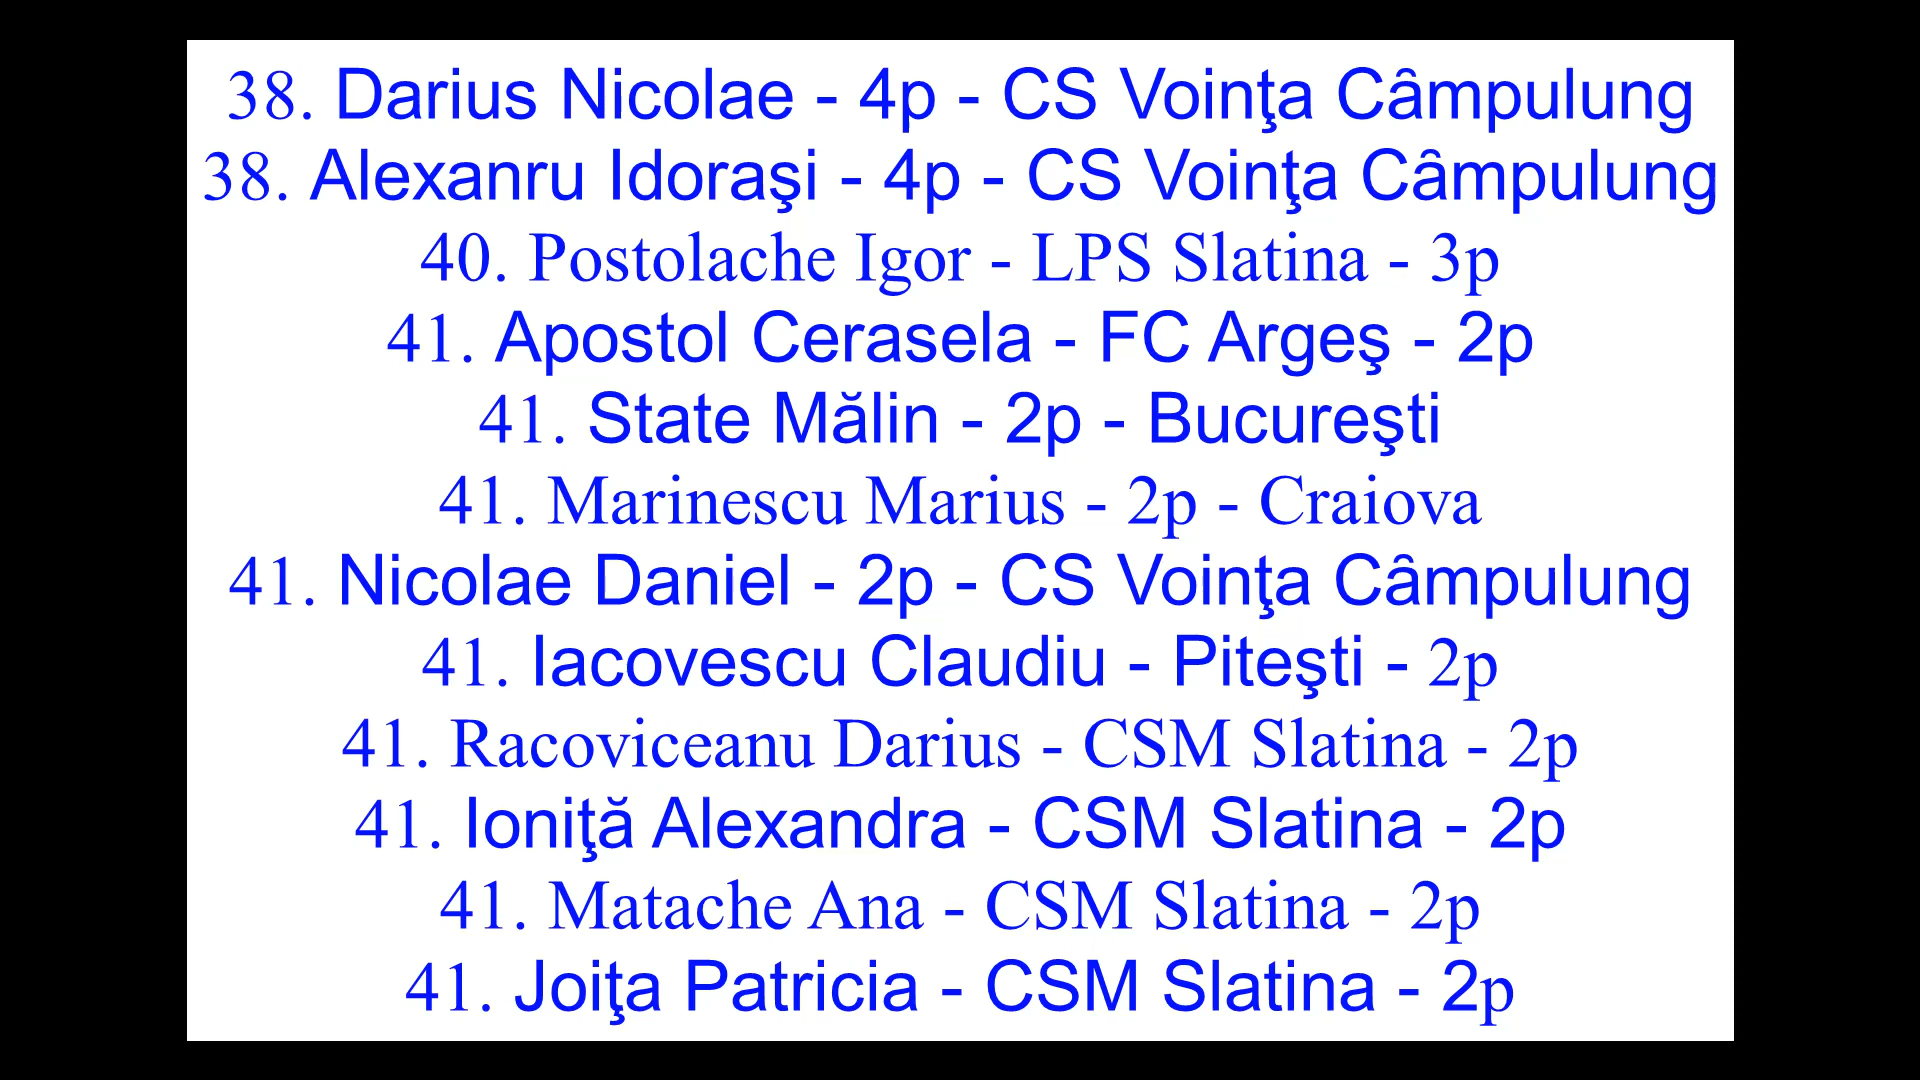 38. Darius Nicolae - 4p - CS Voinţa Câmpulung
38. Alexanru Idoraşi - 4p - CS Voinţa Câmpulung
40. Postolache Igor - LPS Slatina - 3p
41. Apostol Cerasela - FC Argeş - 2p
41. State Mălin - 2p - Bucureşti
41. Marinescu Marius - 2p - Craiova
41. Nicolae Daniel - 2p - CS Voinţa Câmpulung
41. Iacovescu Claudiu - Piteşti - 2p
41. Racoviceanu Darius - CSM Slatina - 2p
41. Ioniţă Alexandra - CSM Slatina - 2p
41. Matache Ana - CSM Slatina - 2p
41. Joiţa Patricia - CSM Slatina - 2p